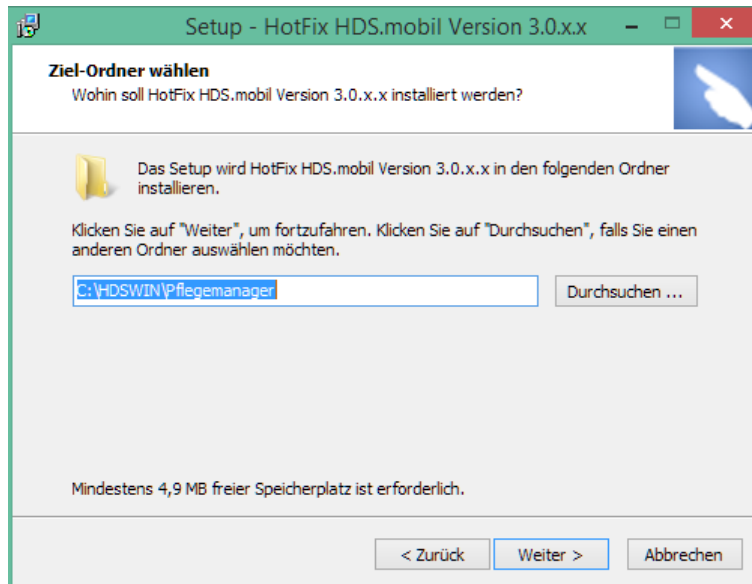 Setup - HotFix HDS.mobil Version 3.0.x.x
Ziel-Ordner wählen
Wohin soll HotFix HDS.mobil Version 3.0.x.x installiert werden?
Das Setup wird HotFix HDS.mobil Version 3.0.x.x in den folgenden Ordner
installieren.
Klicken Sie auf "Weiter", um fortzufahren. Klicken Sie auf "Durchsuchen", falls Sie einen
anderen Ordner auswählen möchten.
C:\HDSWIN\Pflegemanager
Durchsuchen ...
Mindestens 4,9 MB freier Speicherplatz ist erforderlich.
< Zurück
Weiter >
Abbrechen